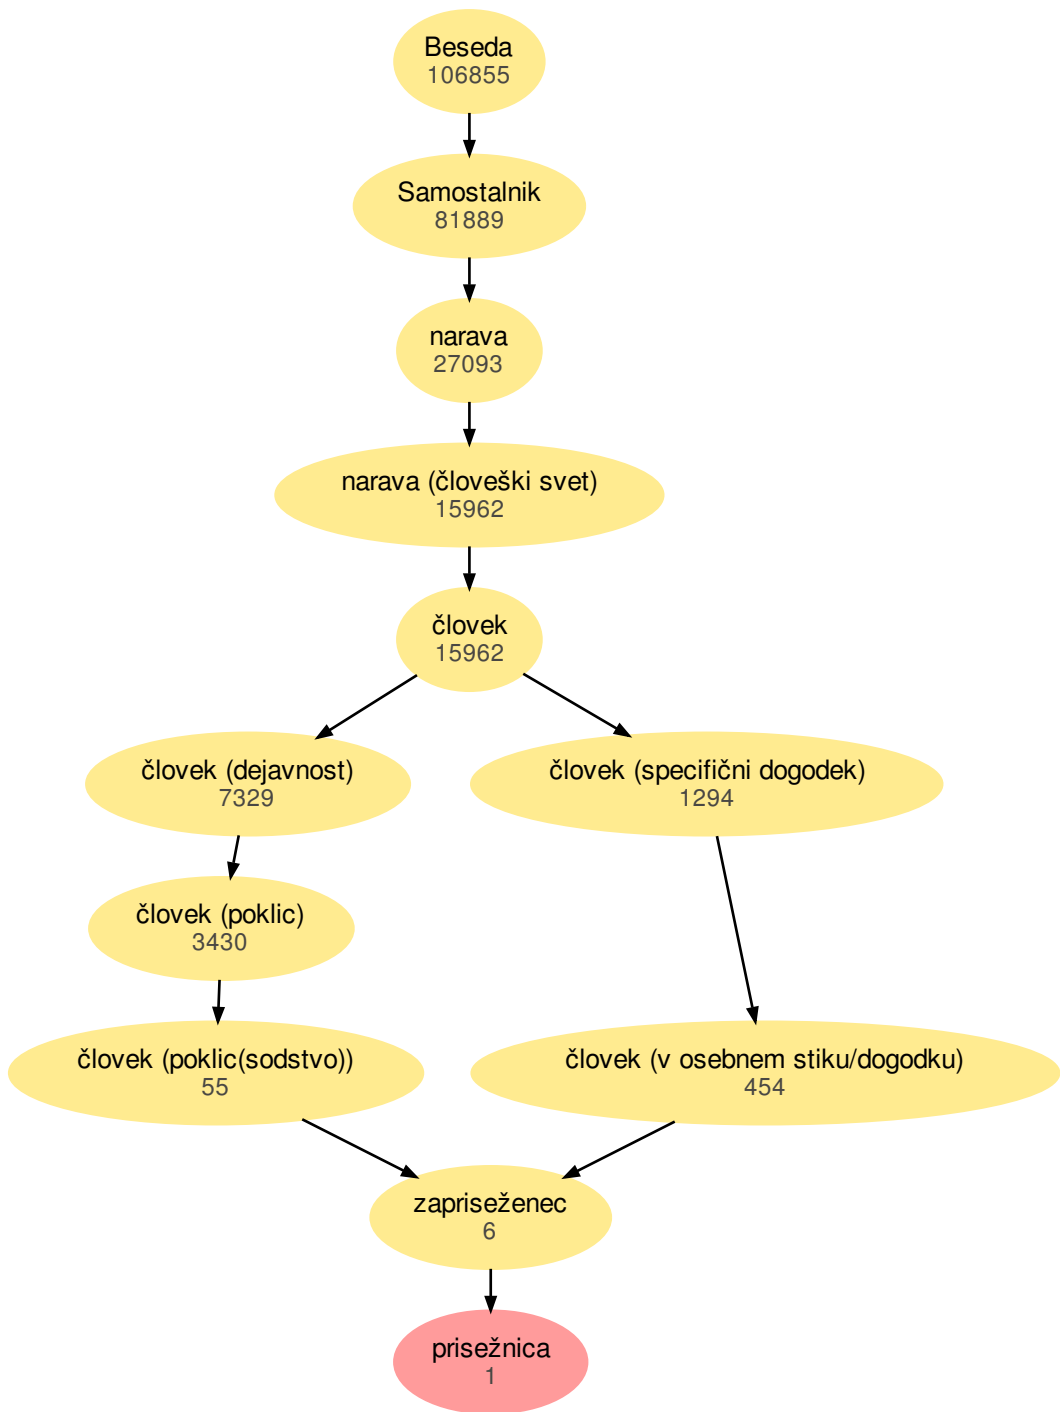 Beseda
106855
Samostalnik
81889
narava
27093
narava (človeški svet)
15962
človek
15962
človek (dejavnost)
7329
človek (specifični dogodek)
1294
človek (poklic)
3430
človek (poklic(sodstvo))
55
človek (v osebnem stiku/dogodku)
454
zapriseženec
6
prisežnica
1